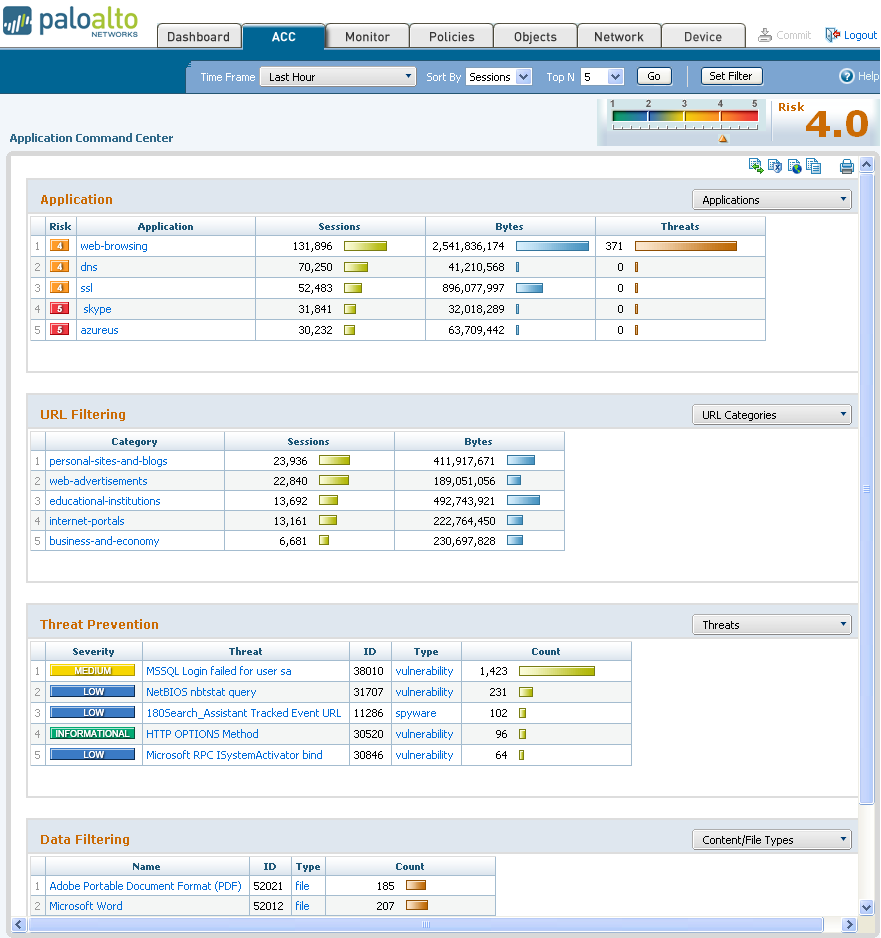 paloalto
NETWORKS
Dashboard ACC Monitor Policies Objects Network Device Commit Logout
Time Frame Last Hour Sort By Sessions Top N 5 Go Set Filter Help
1 2 3 4 5 Risk 4.0
Application Command Center
Application Applications
Risk Application Sessions Bytes Threats
1 4 web-browsing 131,896 2,541,836,174 371
2 4 dns 70,250 41,210,568 0
3 4 ssl 52,483 896,077,997 0
4 5 skype 31,841 32,018,289 0
5 5 azureus 30,232 63,709,442 0
URL Filtering URL Categories
Category Sessions Bytes
1 personal-sites-and-blogs 23,936 411,917,671
2 web-advertisements 22,840 189,051,056
3 educational-institutions 13,692 492,743,921
4 internet-portals 13,161 222,764,450
5 business-and-economy 6,681 230,697,828
Threat Prevention Threats
Severity Threat ID Type Count
1 MEDIUM MSSQL Login failed for user sa 38010 vulnerability 1,423
2 LOW NetBIOS nbtstat query 31707 vulnerability 231
3 LOW 180Search_Assistant Tracked Event URL 11286 spyware 102
4 INFORMATIONAL HTTP OPTIONS Method 30520 vulnerability 96
5 LOW Microsoft RPC ISystemActivator bind 30846 vulnerability 64
Data Filtering Content/File Types
Name ID Type Count
1 Adobe Portable Document Format (PDF) 52021 file 185
2 Microsoft Word 52012 file 207